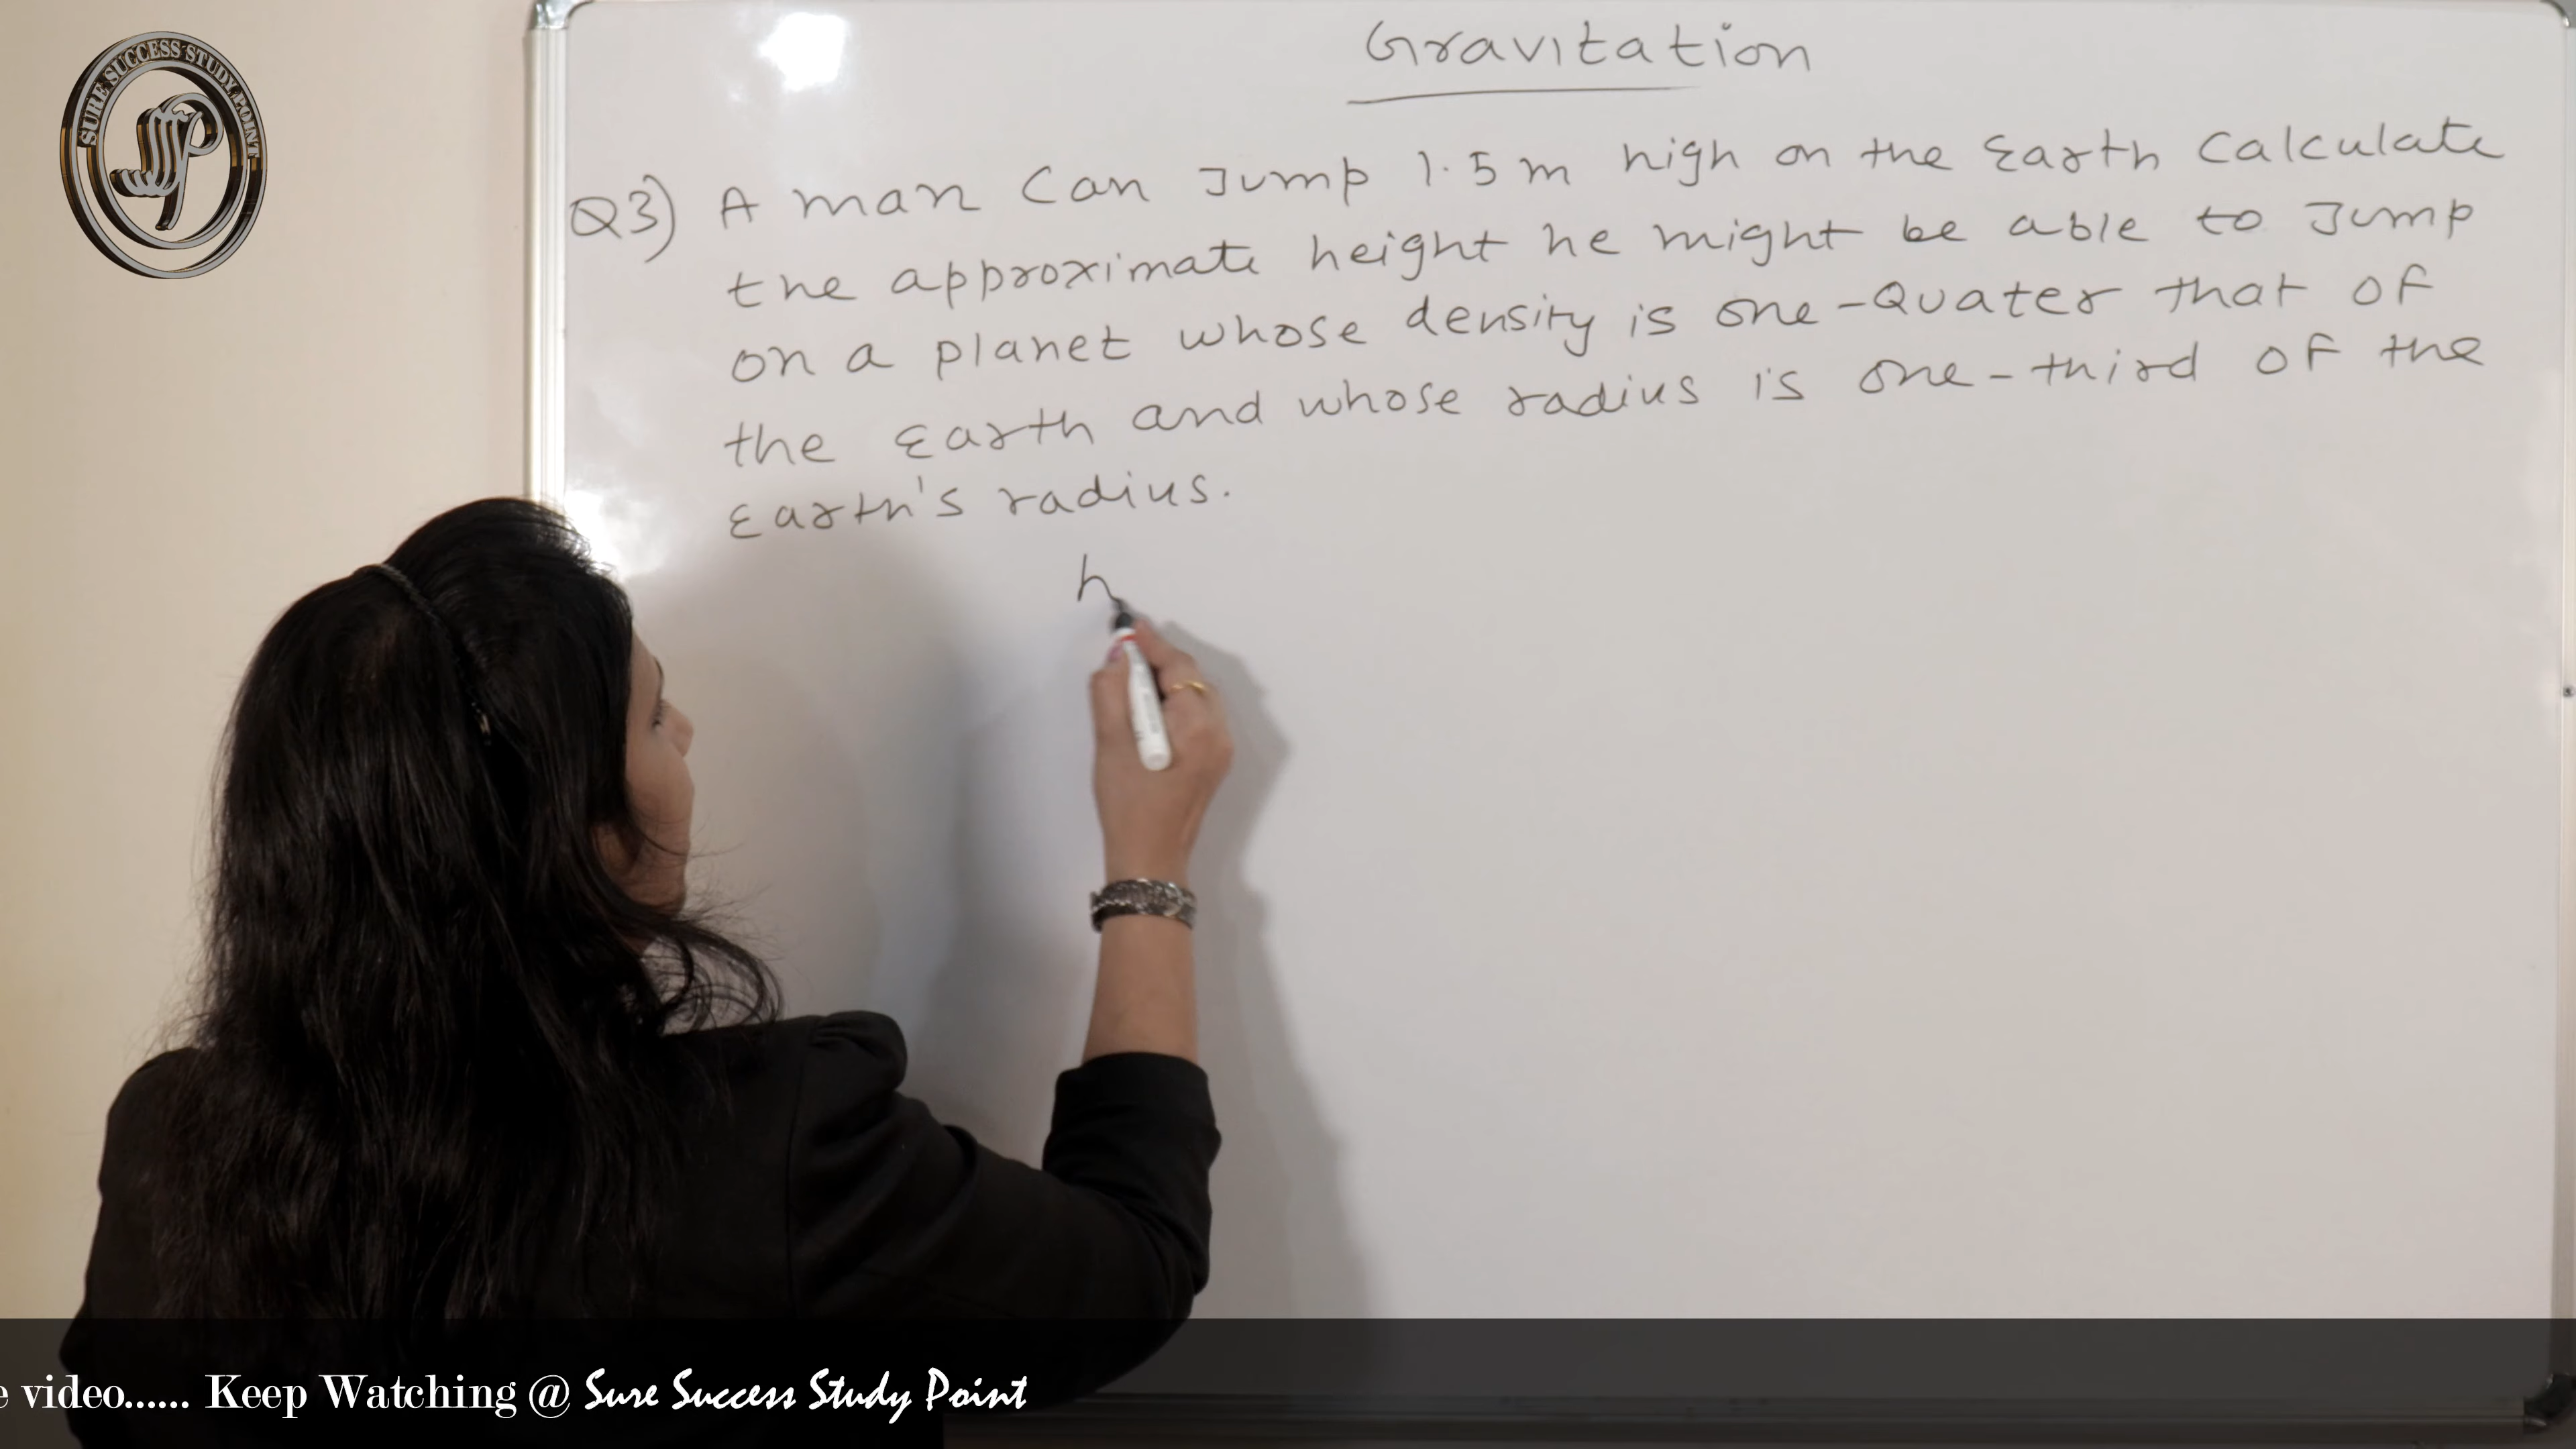 SURE SUCCESS STUDY POINT
Gravitation
Q3) A man can Jump 1.5 m high on the Earth Calculate
the approximate height he might be able to Jump
on a planet whose density is one-Quater that of
the Earth and whose radius is one-third of the
Earth's radius.
h
e video...... Keep Watching @ Sure Success Study Point